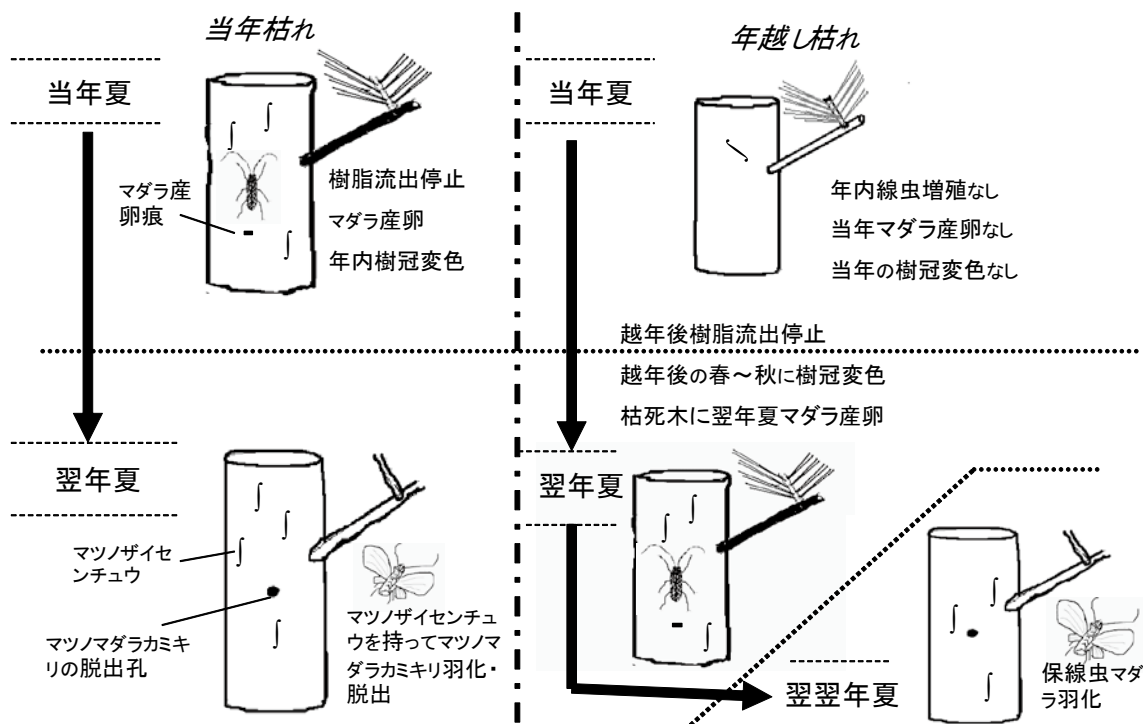 当年枯れ
当年夏
マダラ産
卵痕
樹脂流出停止
マダラ産卵
年内樹冠変色
翌年夏
マツノザイセ
ンチュウ
マツノマダラカミキ
リの脱出孔
マツノザイセンチュ
ウを持ってマツノマ
ダラカミキリ羽化・
脱出
年越し枯れ
当年夏
年内線虫増殖なし
当年マダラ産卵なし
当年の樹冠変色なし
越年後樹脂流出停止
越年後の春～秋に樹冠変色
枯死木に翌年夏マダラ産卵
翌年夏
翌翌年夏
保線虫マダ
ラ羽化